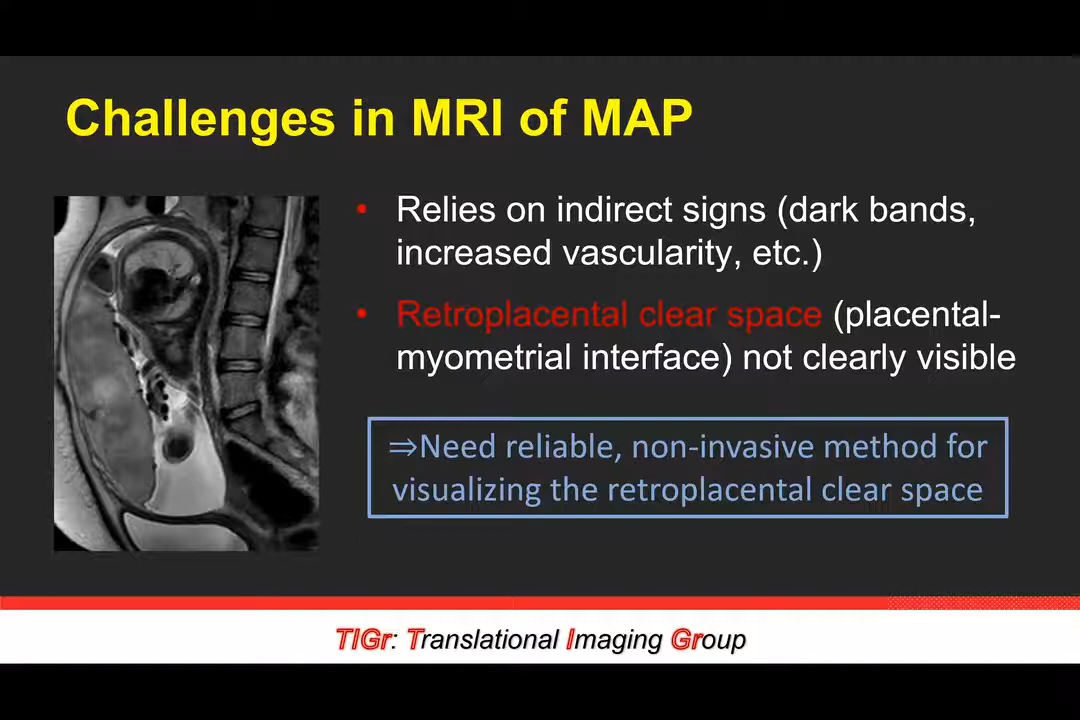 Challenges in MRI of MAP
• Relies on indirect signs (dark bands,
increased vascularity, etc.)
• Retroplacental clear space (placental-
myometrial interface) not clearly visible
⇒Need reliable, non-invasive method for
visualizing the retroplacental clear space
TIGr: Translational Imaging Group